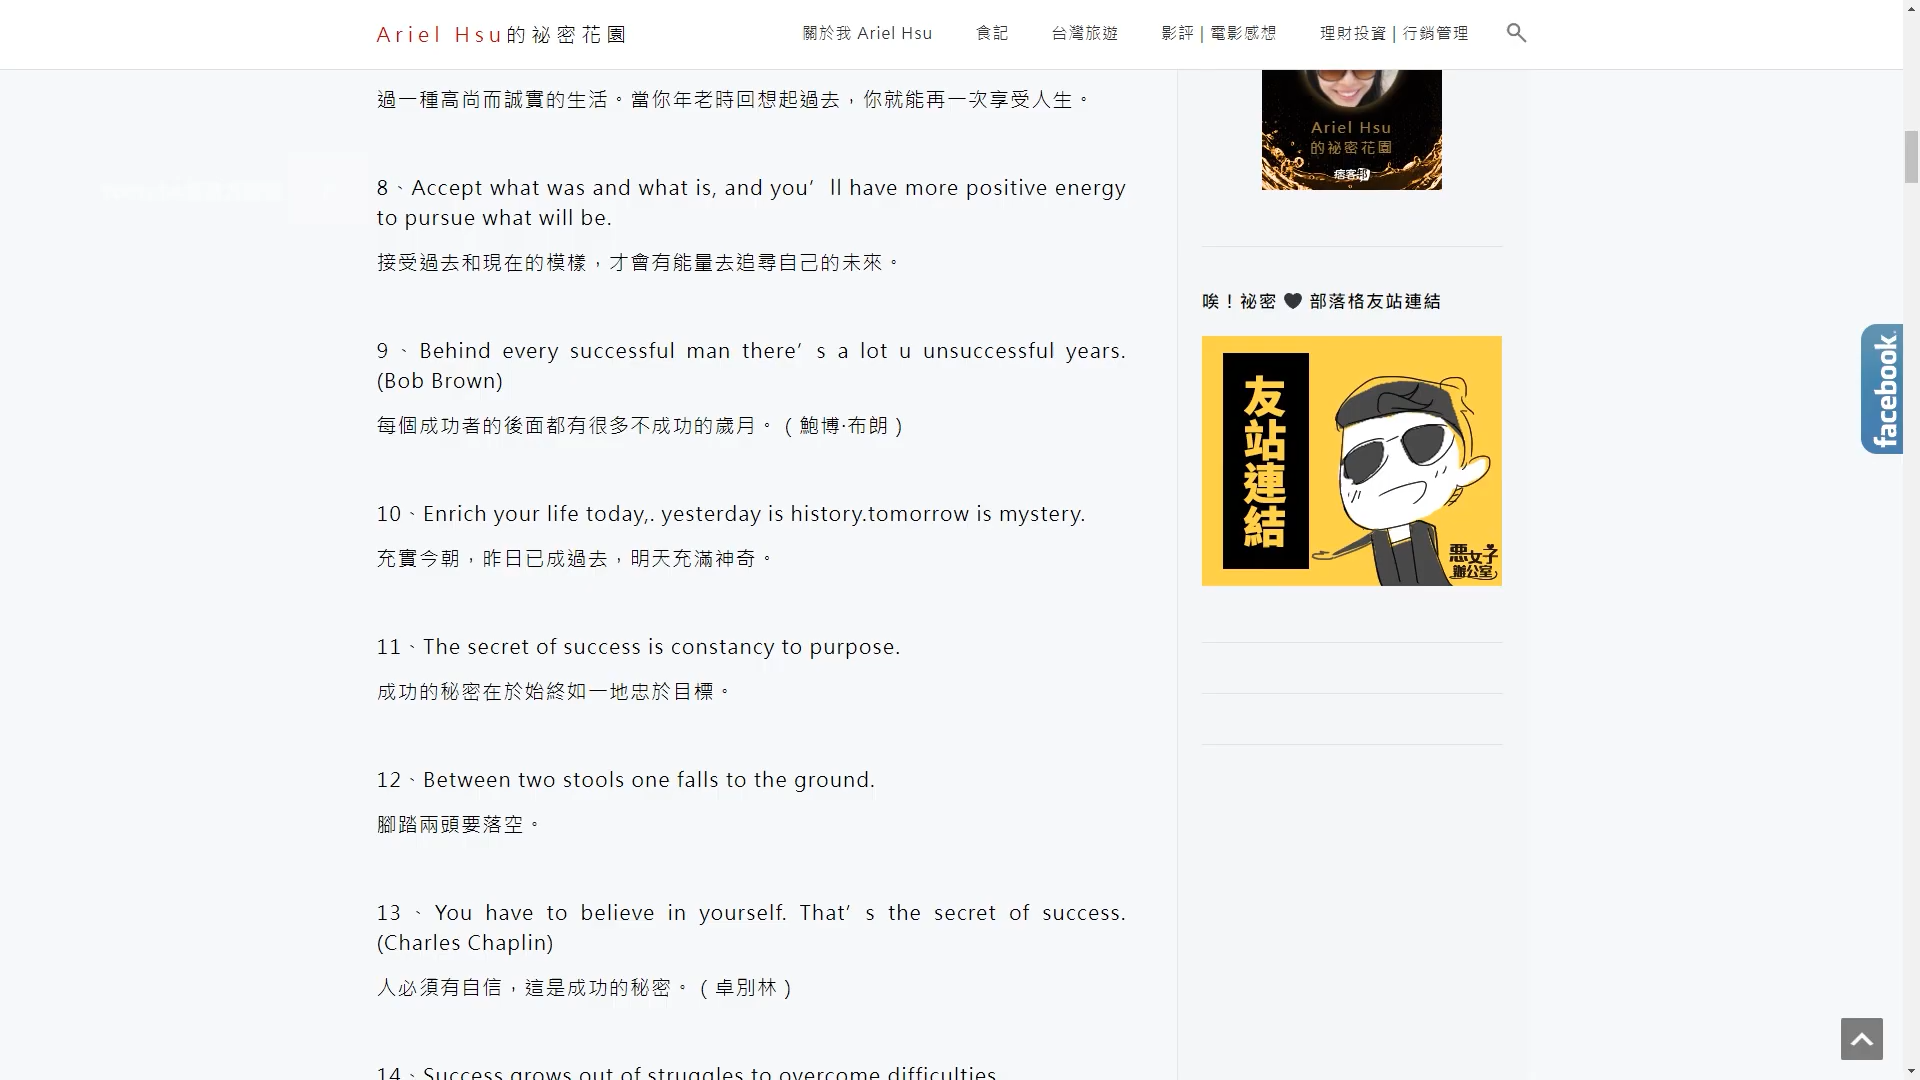 Ariel Hsu的祕密花園
關於我 Ariel Hsu 食記 台灣旅遊 影評 | 電影感想 理財投資 | 行銷管理
過一種高尚而誠實的生活。當你年老時回想起過去，你就能再一次享受人生。
8、Accept what was and what is, and you’ll have more positive energy
to pursue what will be.
接受過去和現在的模樣，才會有能量去追尋自己的未來。
9、Behind every successful man there’s a lot u unsuccessful years.
(Bob Brown)
每個成功者的後面都有很多不成功的歲月。（鮑博·布朗）
10、Enrich your life today,. yesterday is history.tomorrow is mystery.
充實今朝，昨日已成過去，明天充滿神奇。
11、The secret of success is constancy to purpose.
成功的秘密在於始終如一地忠於目標。
12、Between two stools one falls to the ground.
腳踏兩頭要落空。
13、You have to believe in yourself. That’s the secret of success.
(Charles Chaplin)
人必須有自信，這是成功的秘密。（卓別林）
14、Success grows out of struggles to overcome difficulties.
Ariel Hsu
的祕密花園
痞客邦
唉！祕密 🖤 部落格友站連結
友站連結
惡女子
辦公室
facebook